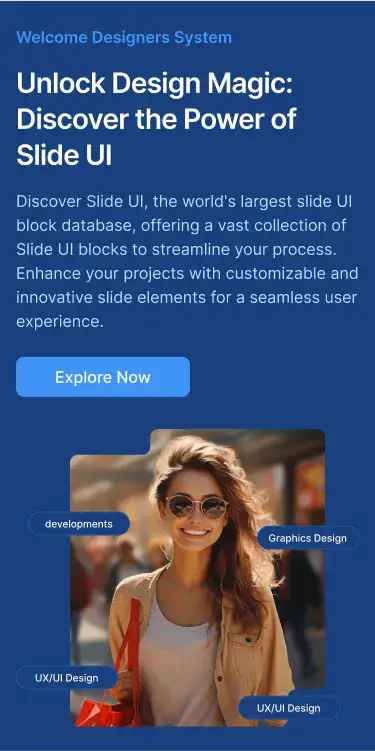 Welcome Designers System
Unlock Design Magic:
Discover the Power of
Slide UI
Discover Slide UI, the world's largest slide UI
block database, offering a vast collection of
Slide UI blocks to streamline your process.
Enhance your projects with customizable and
innovative slide elements for a seamless user
experience.
Explore Now
developments
Graphics Design
UX/UI Design
UX/UI Design